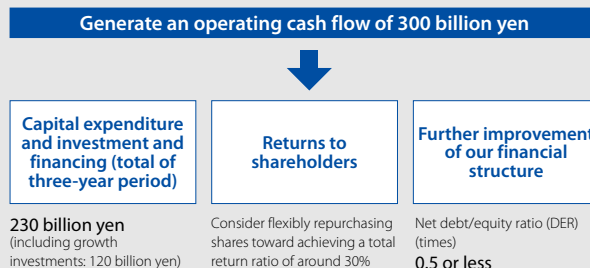 Generate an operating cash flow of 300 billion yen
Capital expenditure
and investment and
financing (total of
three-year period)
230 billion yen
(including growth
investments: 120 billion yen)
Returns to
shareholders
Consider flexibly repurchasing
shares toward achieving a total
return ratio of around 30%
Further improvement
of our financial
structure
Net debt/equity ratio (DER)
(times)
0.5 or less